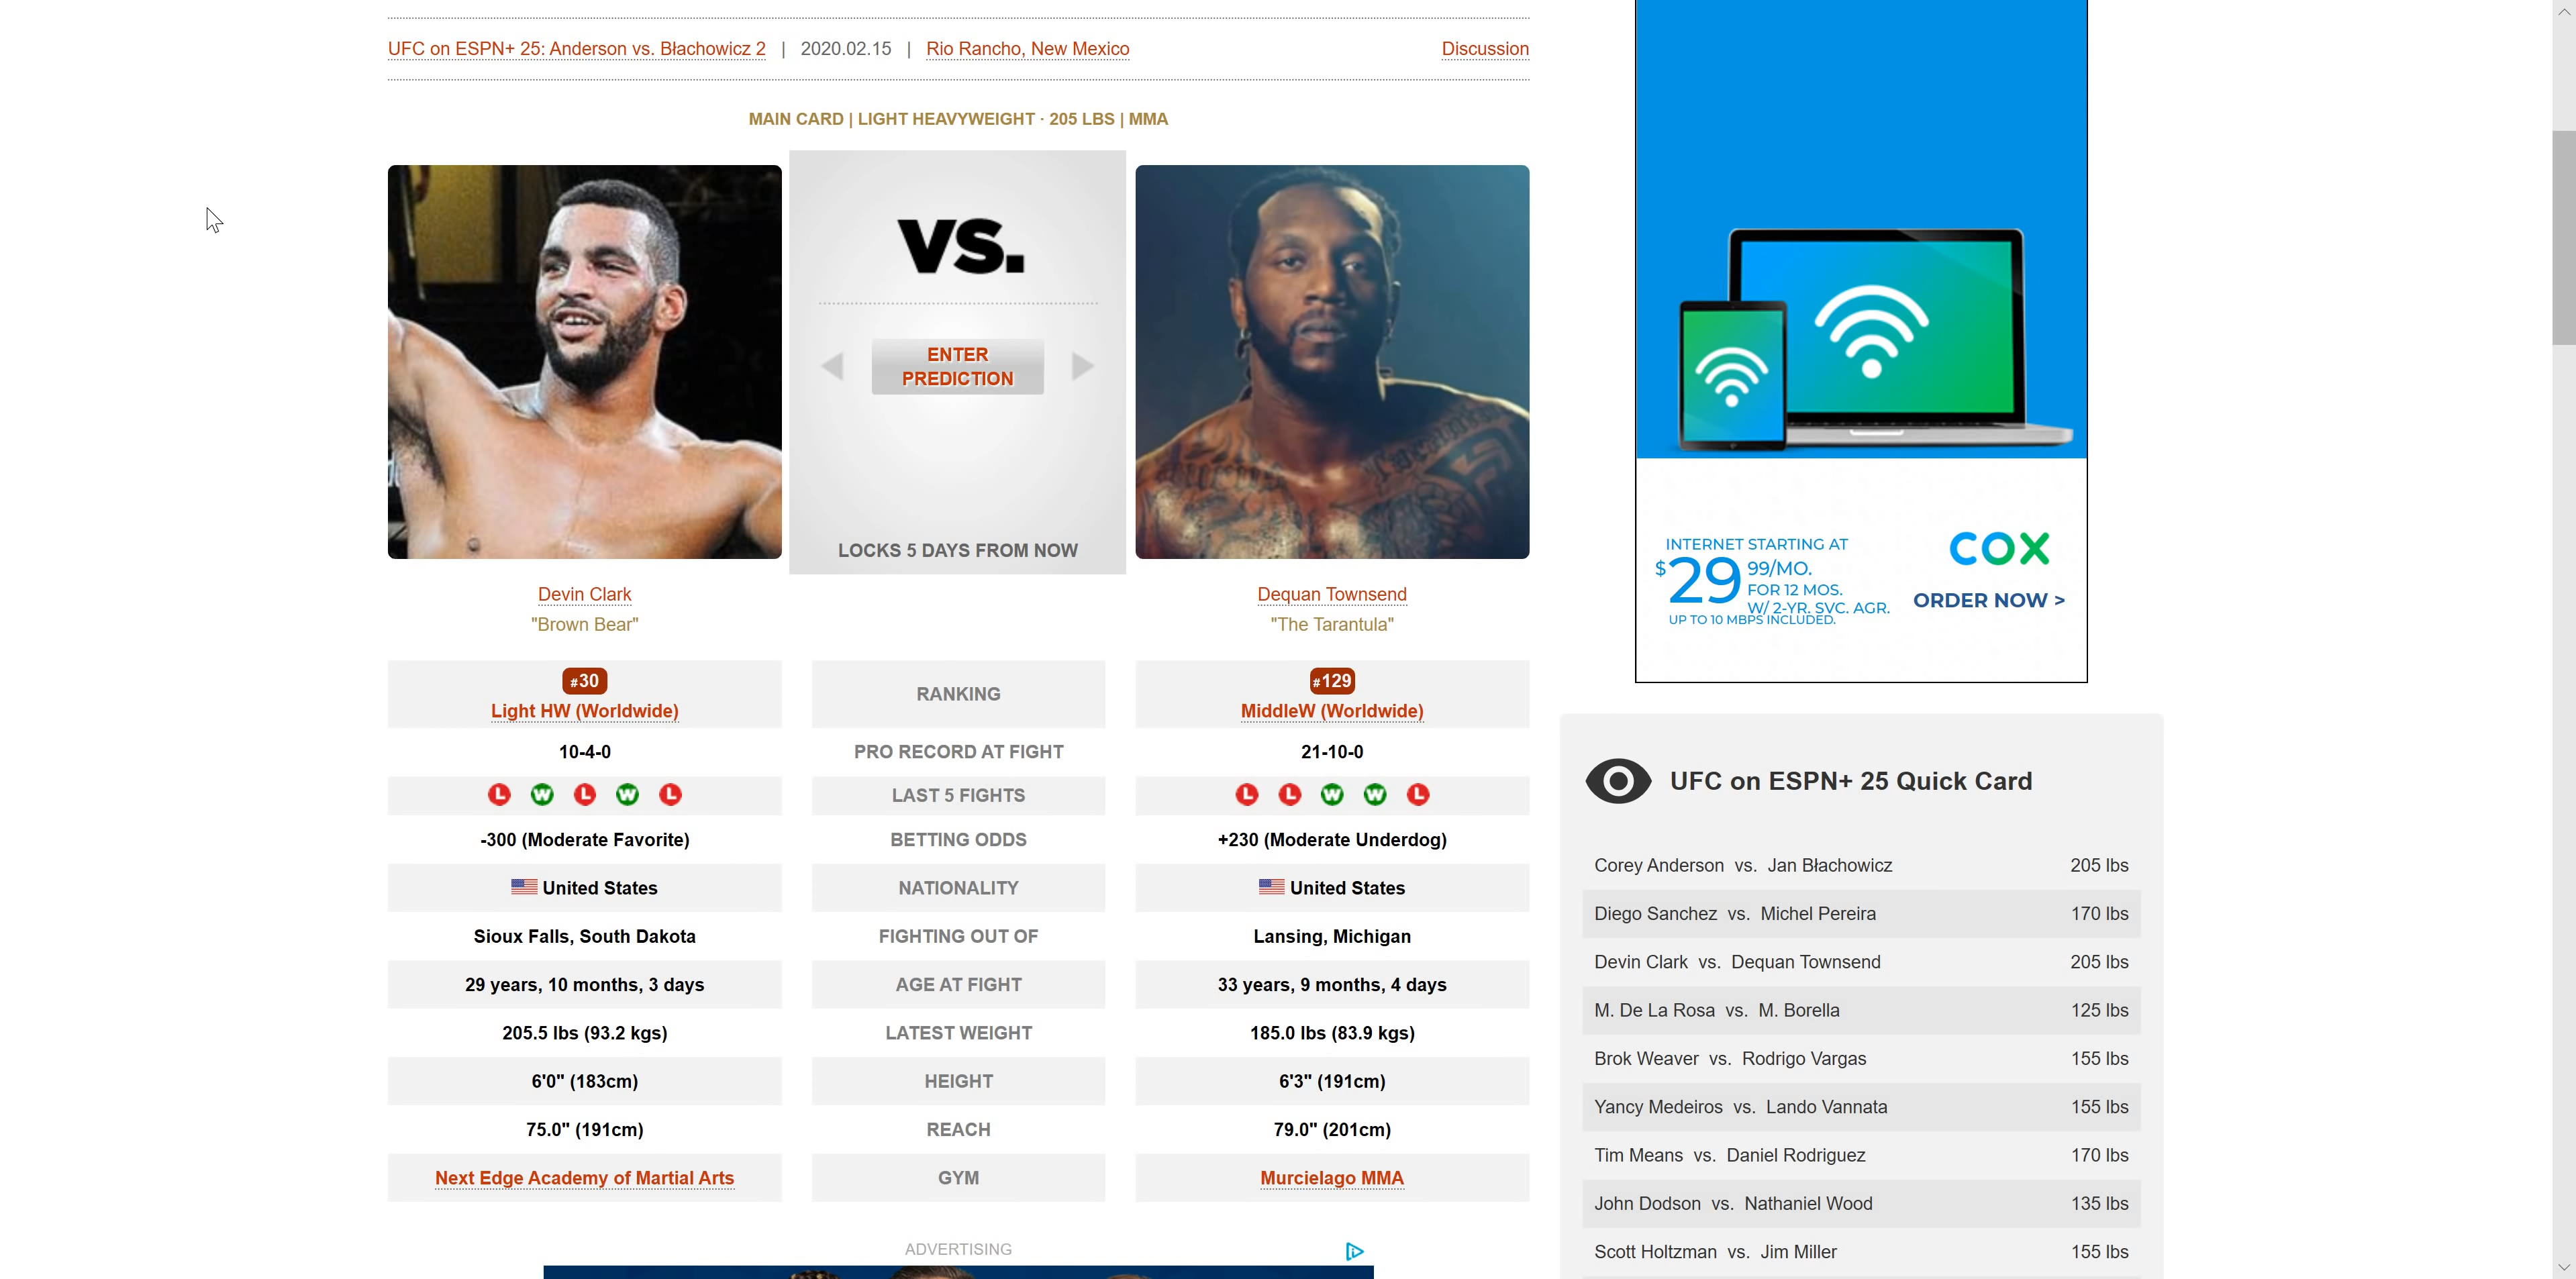 UFC on ESPN+ 25: Anderson vs. Błachowicz 2 | 2020.02.15 | Rio Rancho, New Mexico Discussion
MAIN CARD | LIGHT HEAVYWEIGHT · 205 LBS | MMA
VS.
ENTER
PREDICTION
LOCKS 5 DAYS FROM NOW
Devin Clark Dequan Townsend
"Brown Bear" "The Tarantula"
#30 RANKING #129
Light HW (Worldwide) MiddleW (Worldwide)
10-4-0 PRO RECORD AT FIGHT 21-10-0
L W L W L LAST 5 FIGHTS L L W W L
-300 (Moderate Favorite) BETTING ODDS +230 (Moderate Underdog)
United States NATIONALITY United States
Sioux Falls, South Dakota FIGHTING OUT OF Lansing, Michigan
29 years, 10 months, 3 days AGE AT FIGHT 33 years, 9 months, 4 days
205.5 lbs (93.2 kgs) LATEST WEIGHT 185.0 lbs (83.9 kgs)
6'0" (183cm) HEIGHT 6'3" (191cm)
75.0" (191cm) REACH 79.0" (201cm)
Next Edge Academy of Martial Arts GYM Murcielago MMA
ADVERTISING
INTERNET STARTING AT
$29 99/MO.
FOR 12 MOS.
W/ 2-YR. SVC. AGR.
UP TO 10 MBPS INCLUDED.
COX
ORDER NOW >
UFC on ESPN+ 25 Quick Card
Corey Anderson vs. Jan Błachowicz 205 lbs
Diego Sanchez vs. Michel Pereira 170 lbs
Devin Clark vs. Dequan Townsend 205 lbs
M. De La Rosa vs. M. Borella 125 lbs
Brok Weaver vs. Rodrigo Vargas 155 lbs
Yancy Medeiros vs. Lando Vannata 155 lbs
Tim Means vs. Daniel Rodriguez 170 lbs
John Dodson vs. Nathaniel Wood 135 lbs
Scott Holtzman vs. Jim Miller 155 lbs